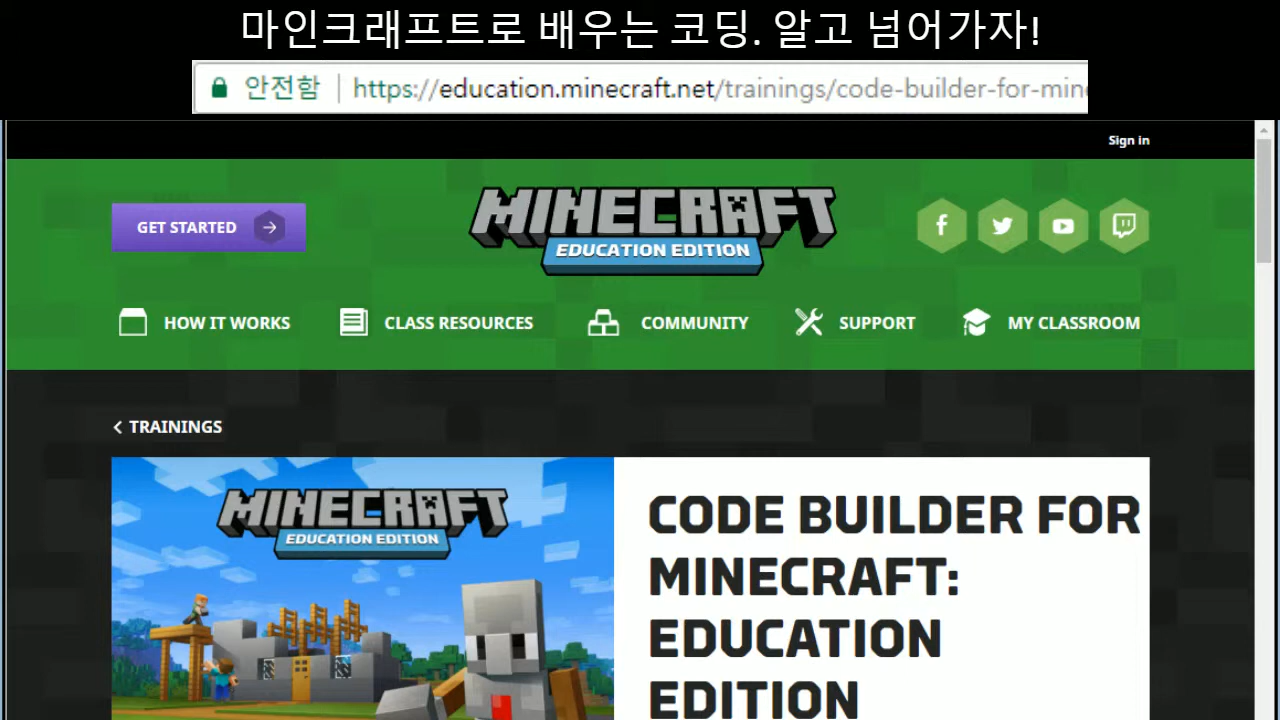 마인크래프트로 배우는 코딩. 알고 넘어가자!
안전함 | https://education.minecraft.net/trainings/code-builder-for-mine
Sign in
GET STARTED
MINECRAFT
EDUCATION EDITION
HOW IT WORKS CLASS RESOURCES COMMUNITY SUPPORT MY CLASSROOM
TRAININGS
MINECRAFT
EDUCATION EDITION
CODE BUILDER FOR
MINECRAFT:
EDUCATION
EDITION